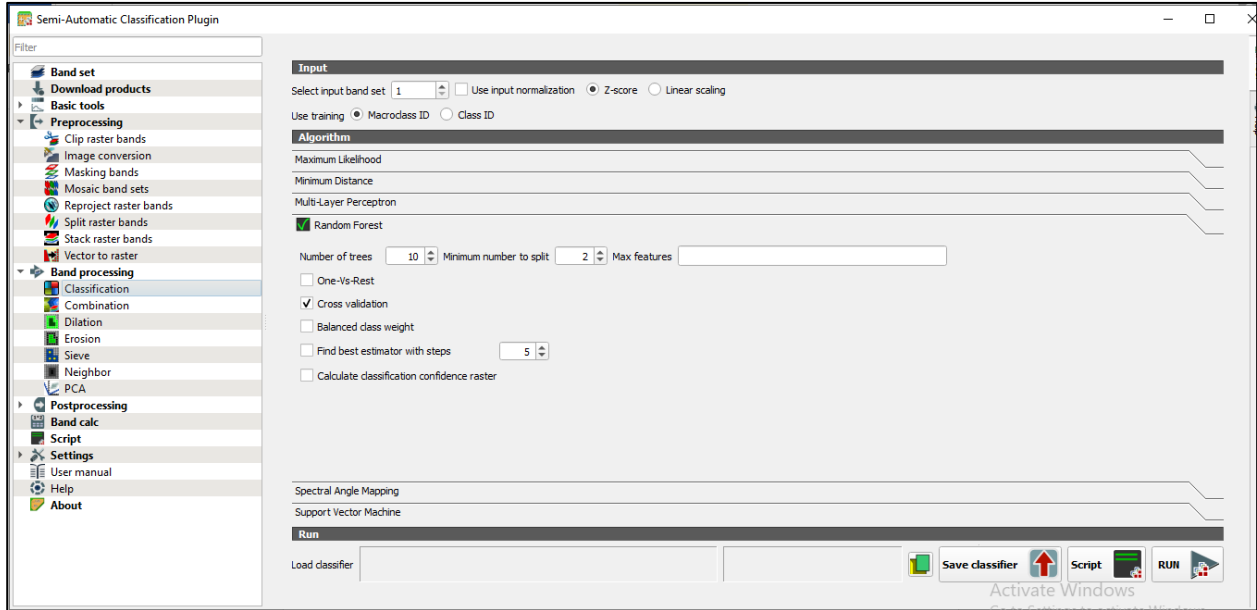 Semi-Automatic Classification Plugin
Filter
Band set
Download products
Basic tools
Preprocessing
Clip raster bands
Image conversion
Masking bands
Mosaic band sets
Reproject raster bands
Split raster bands
Stack raster bands
Vector to raster
Band processing
Classification
Combination
Dilation
Erosion
Sieve
Neighbor
PCA
Postprocessing
Band calc
Script
Settings
User manual
Help
About
Input
Select input band set 1 Use input normalization Z-score Linear scaling
Use training Macroclass ID Class ID
Algorithm
Maximum Likelihood
Minimum Distance
Multi-Layer Perceptron
Random Forest
Number of trees 10 Minimum number to split 2 Max features
One-Vs-Rest
Cross validation
Balanced class weight
Find best estimator with steps 5
Calculate classification confidence raster
Spectral Angle Mapping
Support Vector Machine
Run
Load classifier Save classifier Script RUN
Activate Windows